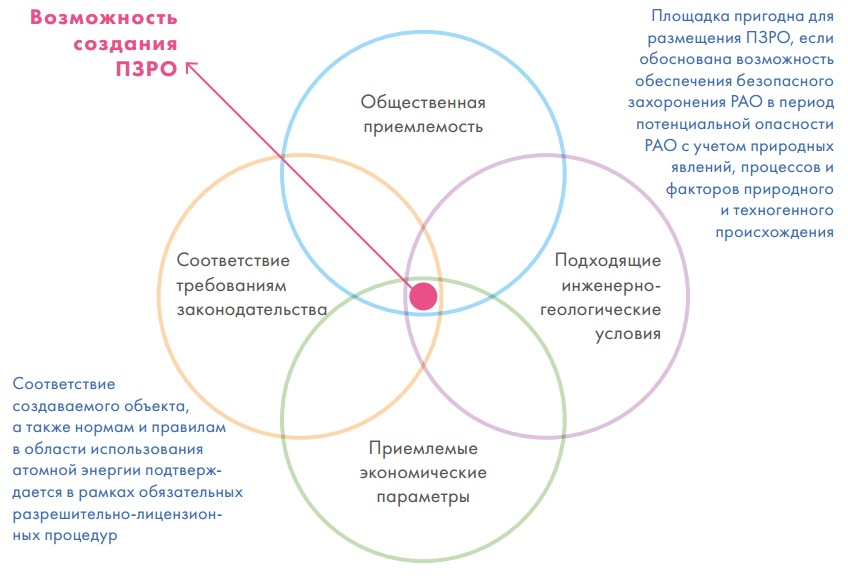 Возможность
создания
ПЗРО
Площадка пригодна для
размещения ПЗРО, если
обоснована возможность
обеспечения безопасного
захоронения РАО в период
потенциальной опасности
РАО с учетом природных
явлений, процессов и
факторов природного
и техногенного
происхождения
Общественная
приемлемость
Соответствие
требованиям
законодательства
Подходящие
инженерно-
геологические
условия
Соответствие
создаваемого объекта,
а также нормам и правилам
в области использования
атомной энергии подтверж-
дается в рамках обязательных
разрешительно-лицензион-
ных процедур
Приемлемые
экономические
параметры